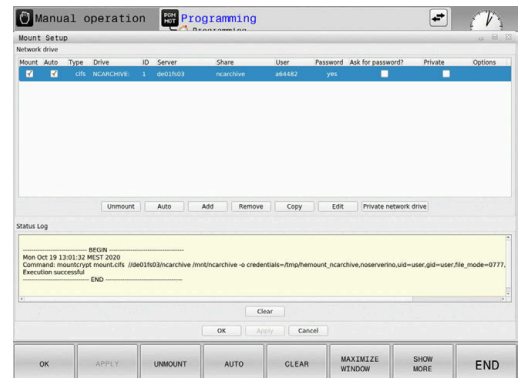 Manual operation
PGM MGT
Programming
Programming
Mount Setup
Network drive
Mount Auto Type Drive ID Server Share User Password Ask for password? Private Options
cifs NCARCHIVE: 1 de01fs03 ncarchive a64482 yes
Unmount Auto Add Remove Copy Edit Private network drive
Status Log
---------- BEGIN ----------
Mon Oct 19 13:01:32 MEST 2020
Command: mountcrypt mount.cifs //de01fs03/ncarchive /mnt/ncarchive -o credentials=/tmp/hemount_ncarchive,noserverino,uid=user,gid=user,file_mode=0777,
Execution successful
---------- END ----------
Clear
OK Apply Cancel
OK APPLY UNMOUNT AUTO CLEAR MAXIMIZE WINDOW SHOW MORE END